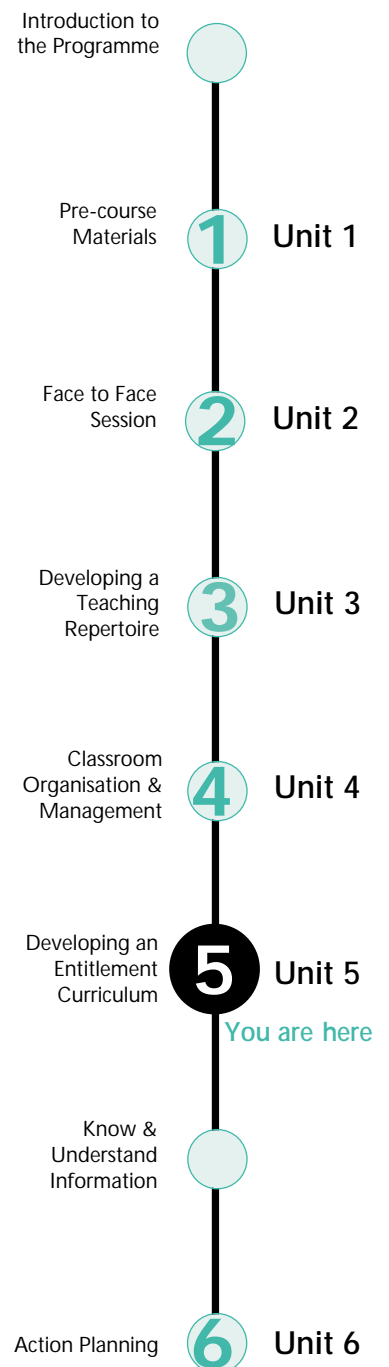 Introduction to
the Programme
Pre-course
Materials
1
Unit 1
Face to Face
Session
2
Unit 2
Developing a
Teaching
Repertoire
3
Unit 3
Classroom
Organisation &
Management
4
Unit 4
Developing an
Entitlement
Curriculum
5
Unit 5
You are here
Know &
Understand
Information
Action Planning
6
Unit 6